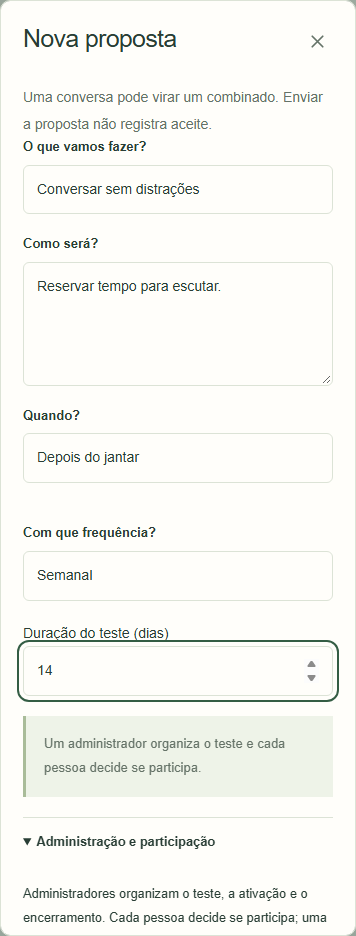 Nova proposta
Uma conversa pode virar um combinado. Enviar
a proposta não registra aceite.
O que vamos fazer?
Conversar sem distrações
Como será?
Reservar tempo para escutar.
Quando?
Depois do jantar
Com que frequência?
Semanal
Duração do teste (dias)
14
Um administrador organiza o teste e cada
pessoa decide se participa.
Administração e participação
Administradores organizam o teste, a ativação e o
encerramento. Cada pessoa decide se participa; uma